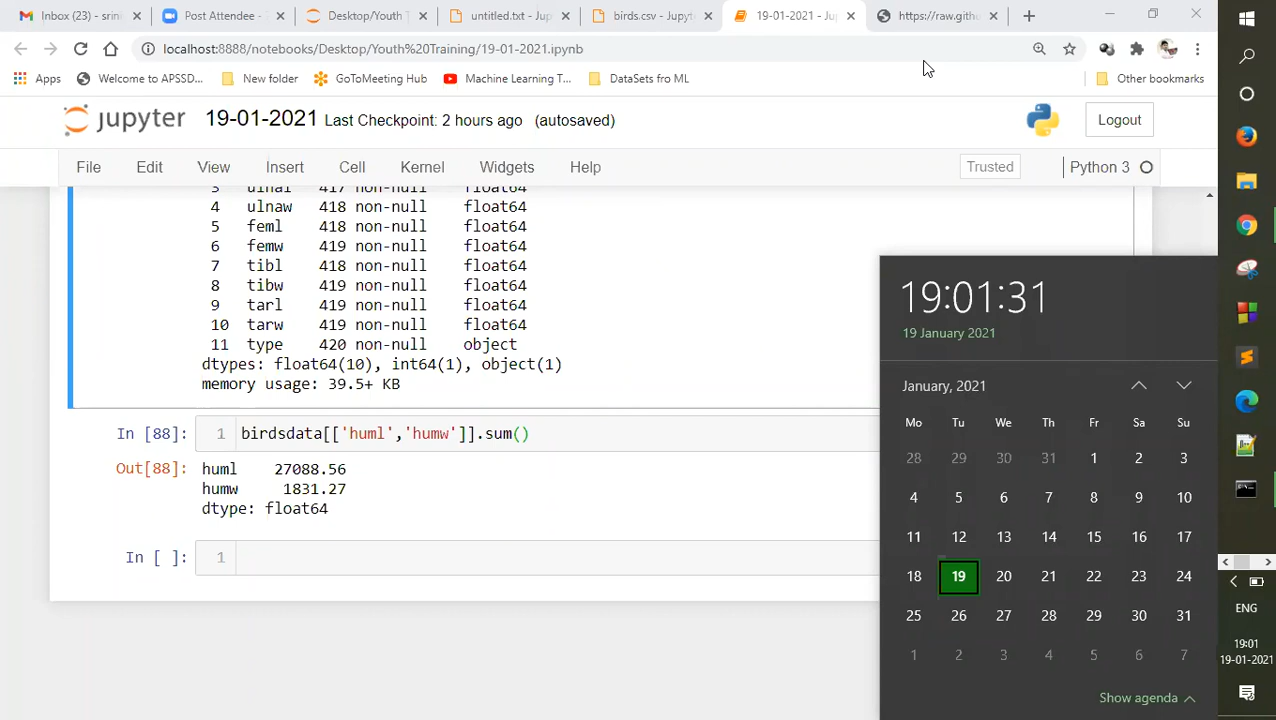 Inbox (23) - srini
Post Attendee - Zoom
Desktop/Youth T
untitled.txt - Jup
birds.csv - Jupyte
19-01-2021 - Ju
https://raw.githu
localhost:8888/notebooks/Desktop/Youth%20Training/19-01-2021.ipynb
Apps
Welcome to APSSD...
New folder
GoToMeeting Hub
Machine Learning T...
DataSets fro ML
Other bookmarks
jupyter 19-01-2021 Last Checkpoint: 2 hours ago (autosaved)
Logout
File Edit View Insert Cell Kernel Widgets Help
Trusted
Python 3
3 ulnal 417 non-null float64
4 ulnaw 418 non-null float64
5 feml 418 non-null float64
6 femw 419 non-null float64
7 tibl 418 non-null float64
8 tibw 419 non-null float64
9 tarl 419 non-null float64
10 tarw 419 non-null float64
11 type 420 non-null object
dtypes: float64(10), int64(1), object(1)
memory usage: 39.5+ KB
In [88]: 1 birdsdata[['huml','humw']].sum()
Out[88]: huml 27088.56
humw 1831.27
dtype: float64
In [ ]: 1
19:01:31
19 January 2021
January, 2021
Mo Tu We Th Fr Sa Su
28 29 30 31 1 2 3
4 5 6 7 8 9 10
11 12 13 14 15 16 17
18 19 20 21 22 23 24
25 26 27 28 29 30 31
1 2 3 4 5 6 7
Show agenda
ENG
19:01
19-01-2021